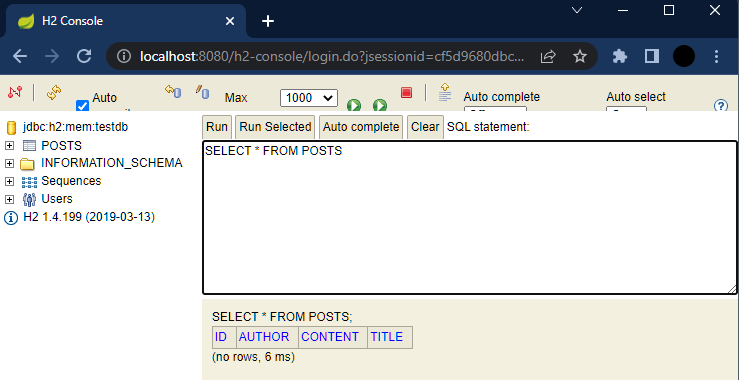 H2 Console
localhost:8080/h2-console/login.do?jsessionid=cf5d9680dbc...
Auto
Max
1000
Auto complete
Auto select
jdbc:h2:mem:testdb
POSTS
INFORMATION_SCHEMA
Sequences
Users
H2 1.4.199 (2019-03-13)
Run Run Selected Auto complete Clear SQL statement:
SELECT * FROM POSTS
SELECT * FROM POSTS;
ID AUTHOR CONTENT TITLE
(no rows, 6 ms)